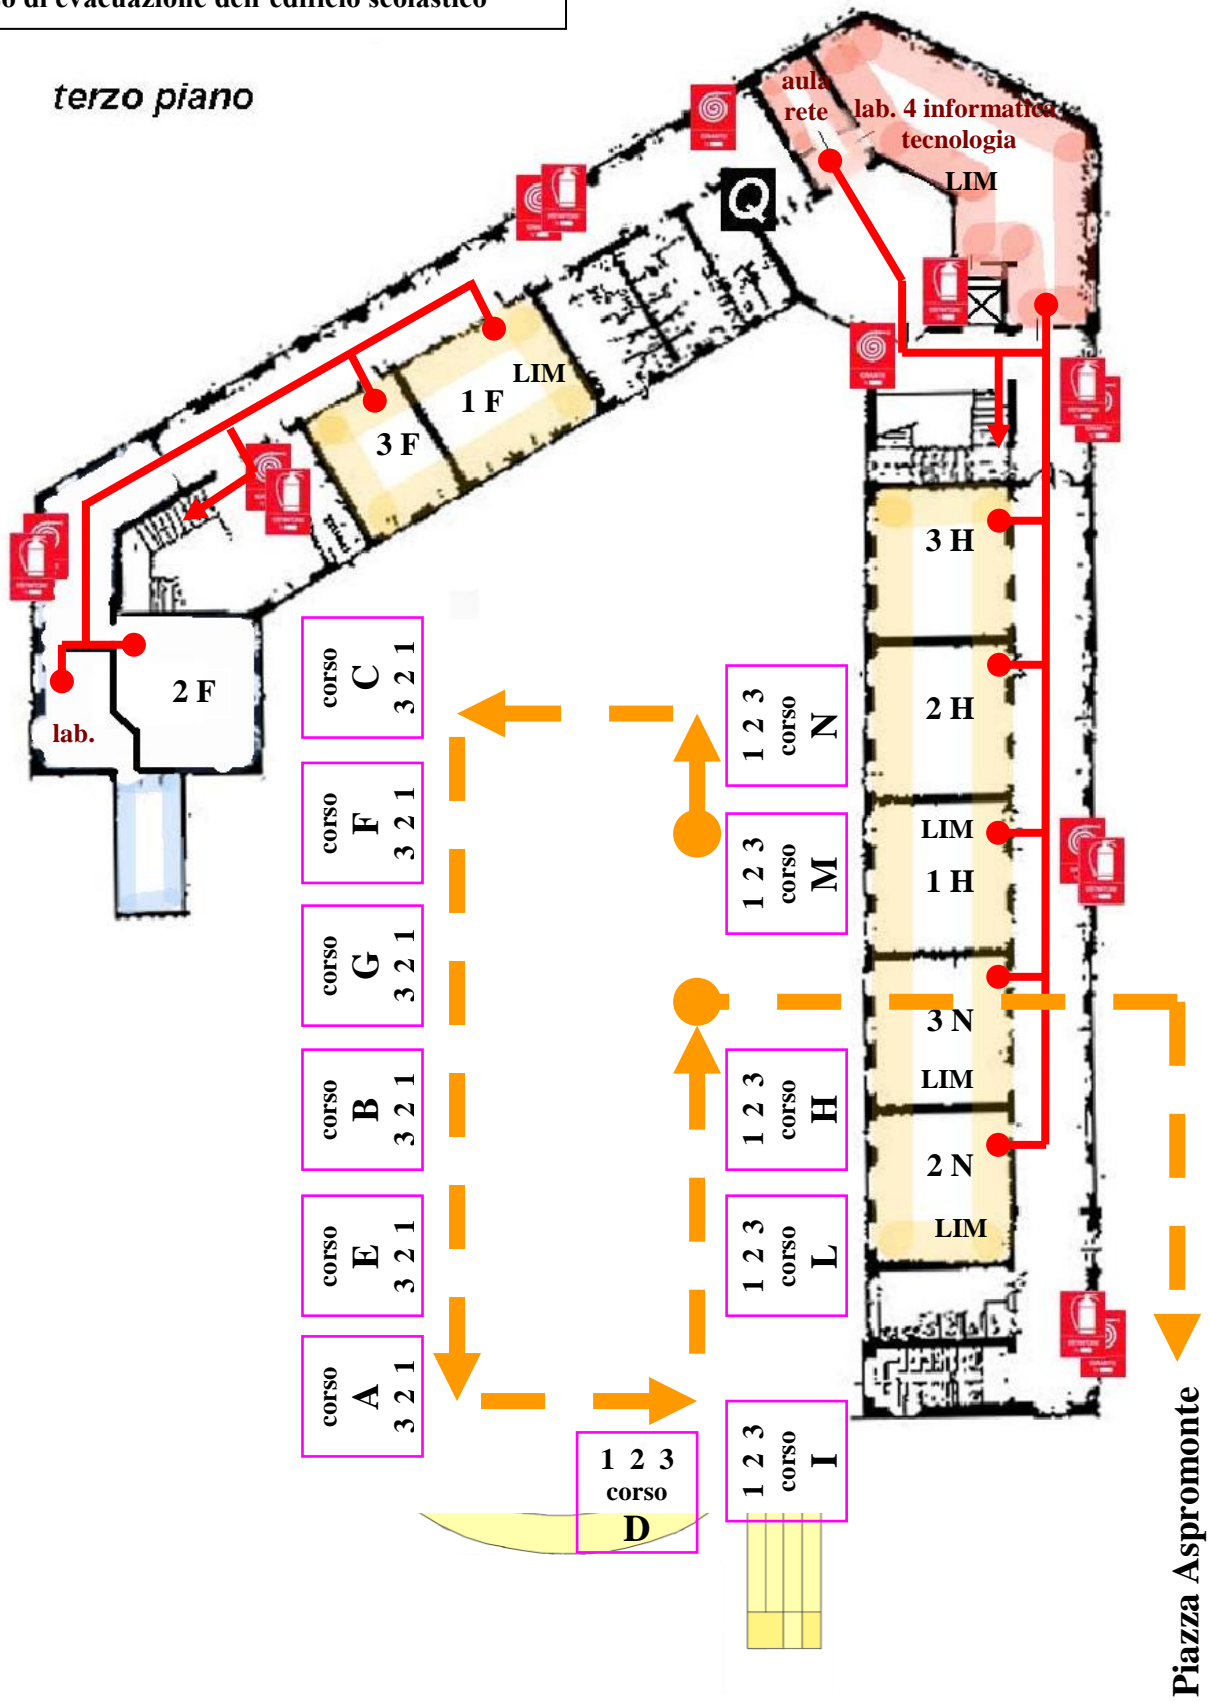 di evacuazione dell'edificio scolastico
terzo piano
aula
rete
lab. 4 informatica
tecnologia
LIM
Q
LIM
1 F
3 F
2 F
lab.
3 H
2 H
LIM
1 H
3 N
LIM
2 N
LIM
corso
C
3 2 1
corso
F
3 2 1
corso
G
3 2 1
corso
B
3 2 1
corso
E
3 2 1
corso
A
3 2 1
1 2 3
corso
N
1 2 3
corso
M
1 2 3
corso
H
1 2 3
corso
L
1 2 3
corso
I
1 2 3
corso
D
Piazza Aspromonte